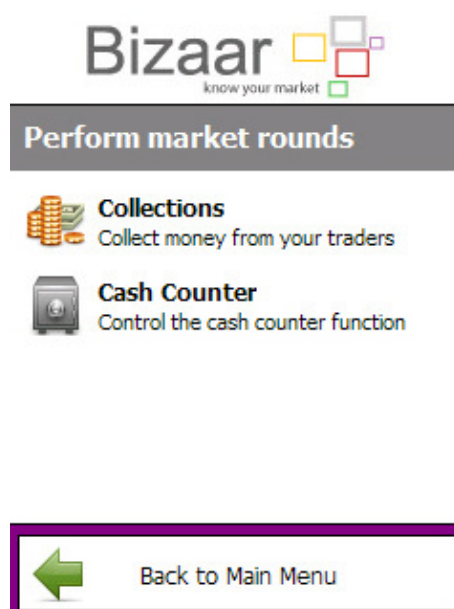 Bizaar
know your market
Perform market rounds
Collections
Collect money from your traders
Cash Counter
Control the cash counter function
Back to Main Menu